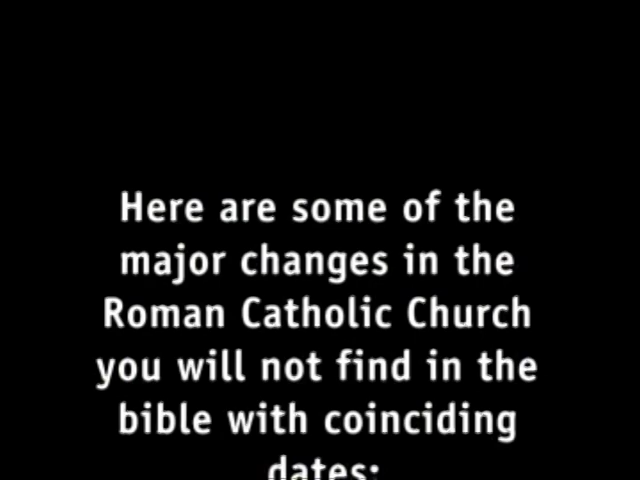 Here are some of the
major changes in the
Roman Catholic Church
you will not find in the
bible with coinciding
dates: